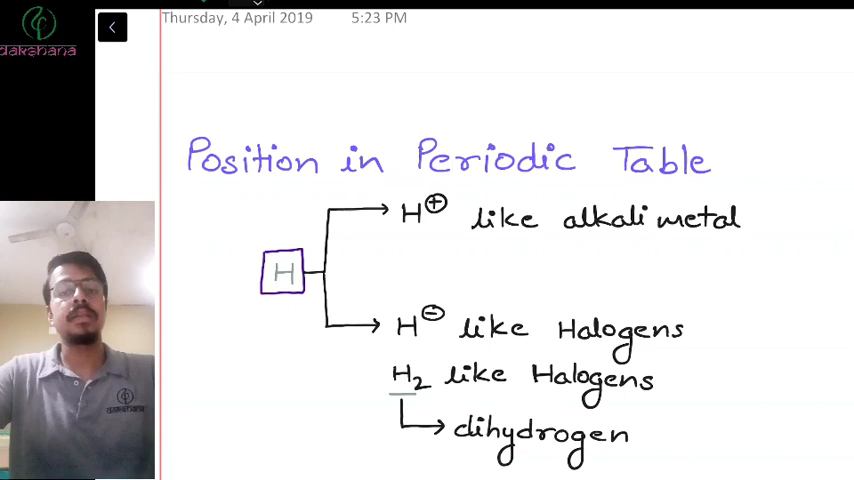 Thursday, 4 April 2019 5:23 PM
dakshana
Position in Periodic Table
H⊕ like alkali metal
H
H⊖ like Halogens
H₂ like Halogens
dihydrogen
dakshana